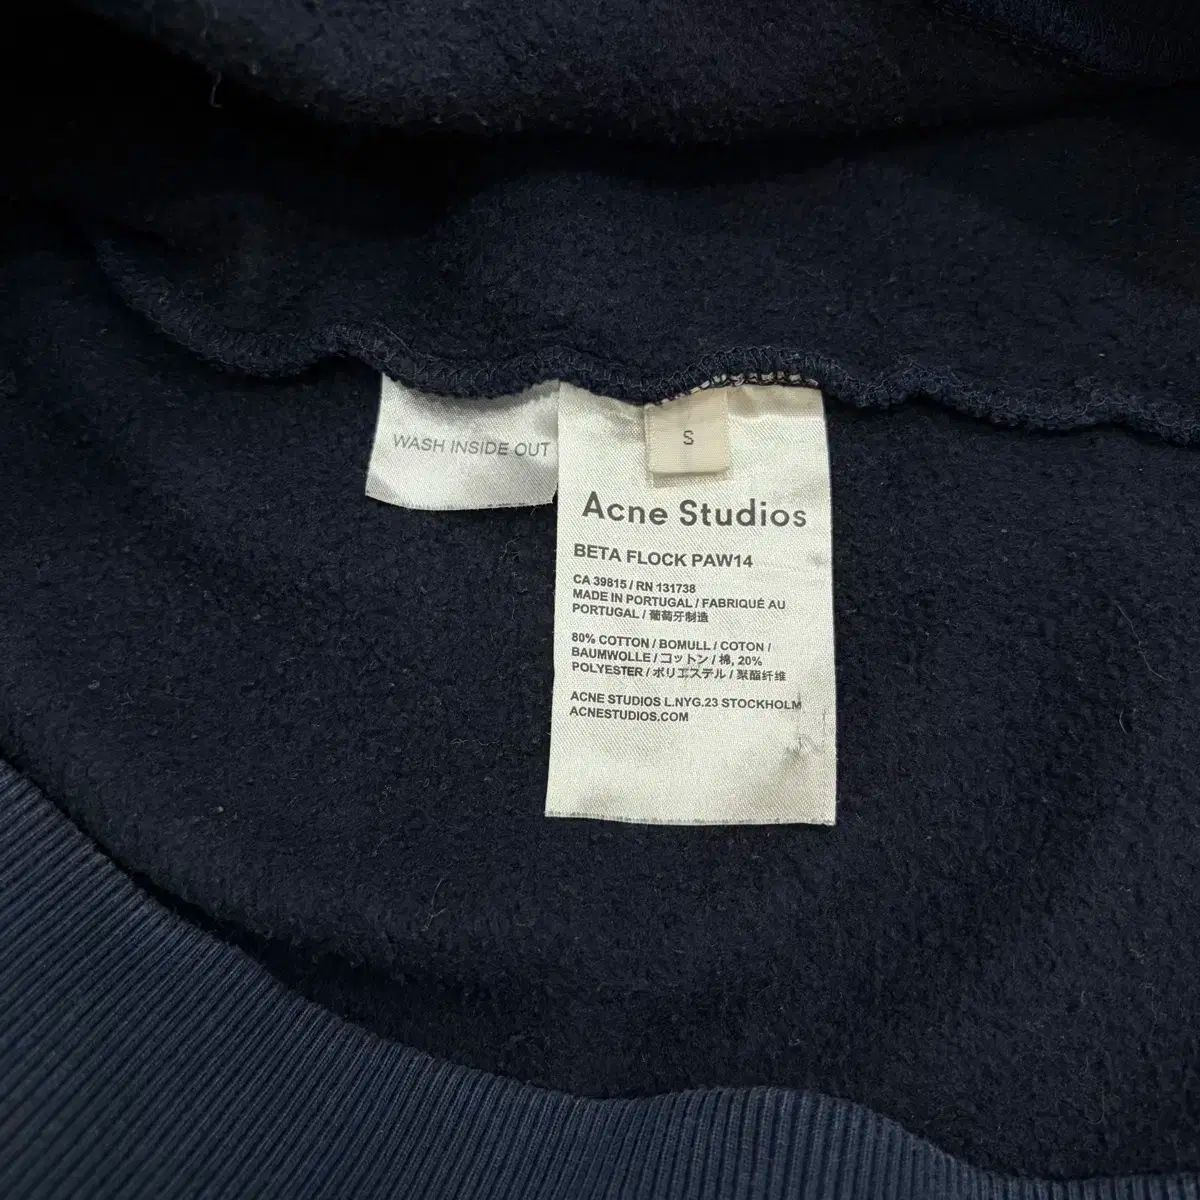 WASH INSIDE OUT
S
Acne Studios
BETA FLOCK PAW14
CA 39815 / RN 131738
MADE IN PORTUGAL / FABRIQUÉ AU
PORTUGAL / 葡萄牙制造
80% COTTON / BOMULL / COTON /
BAUMWOLLE / コットン / 棉, 20%
POLYESTER / ポリエステル / 聚酯纤维
ACNE STUDIOS L.NYG.23 STOCKHOLM
ACNESTUDIOS.COM